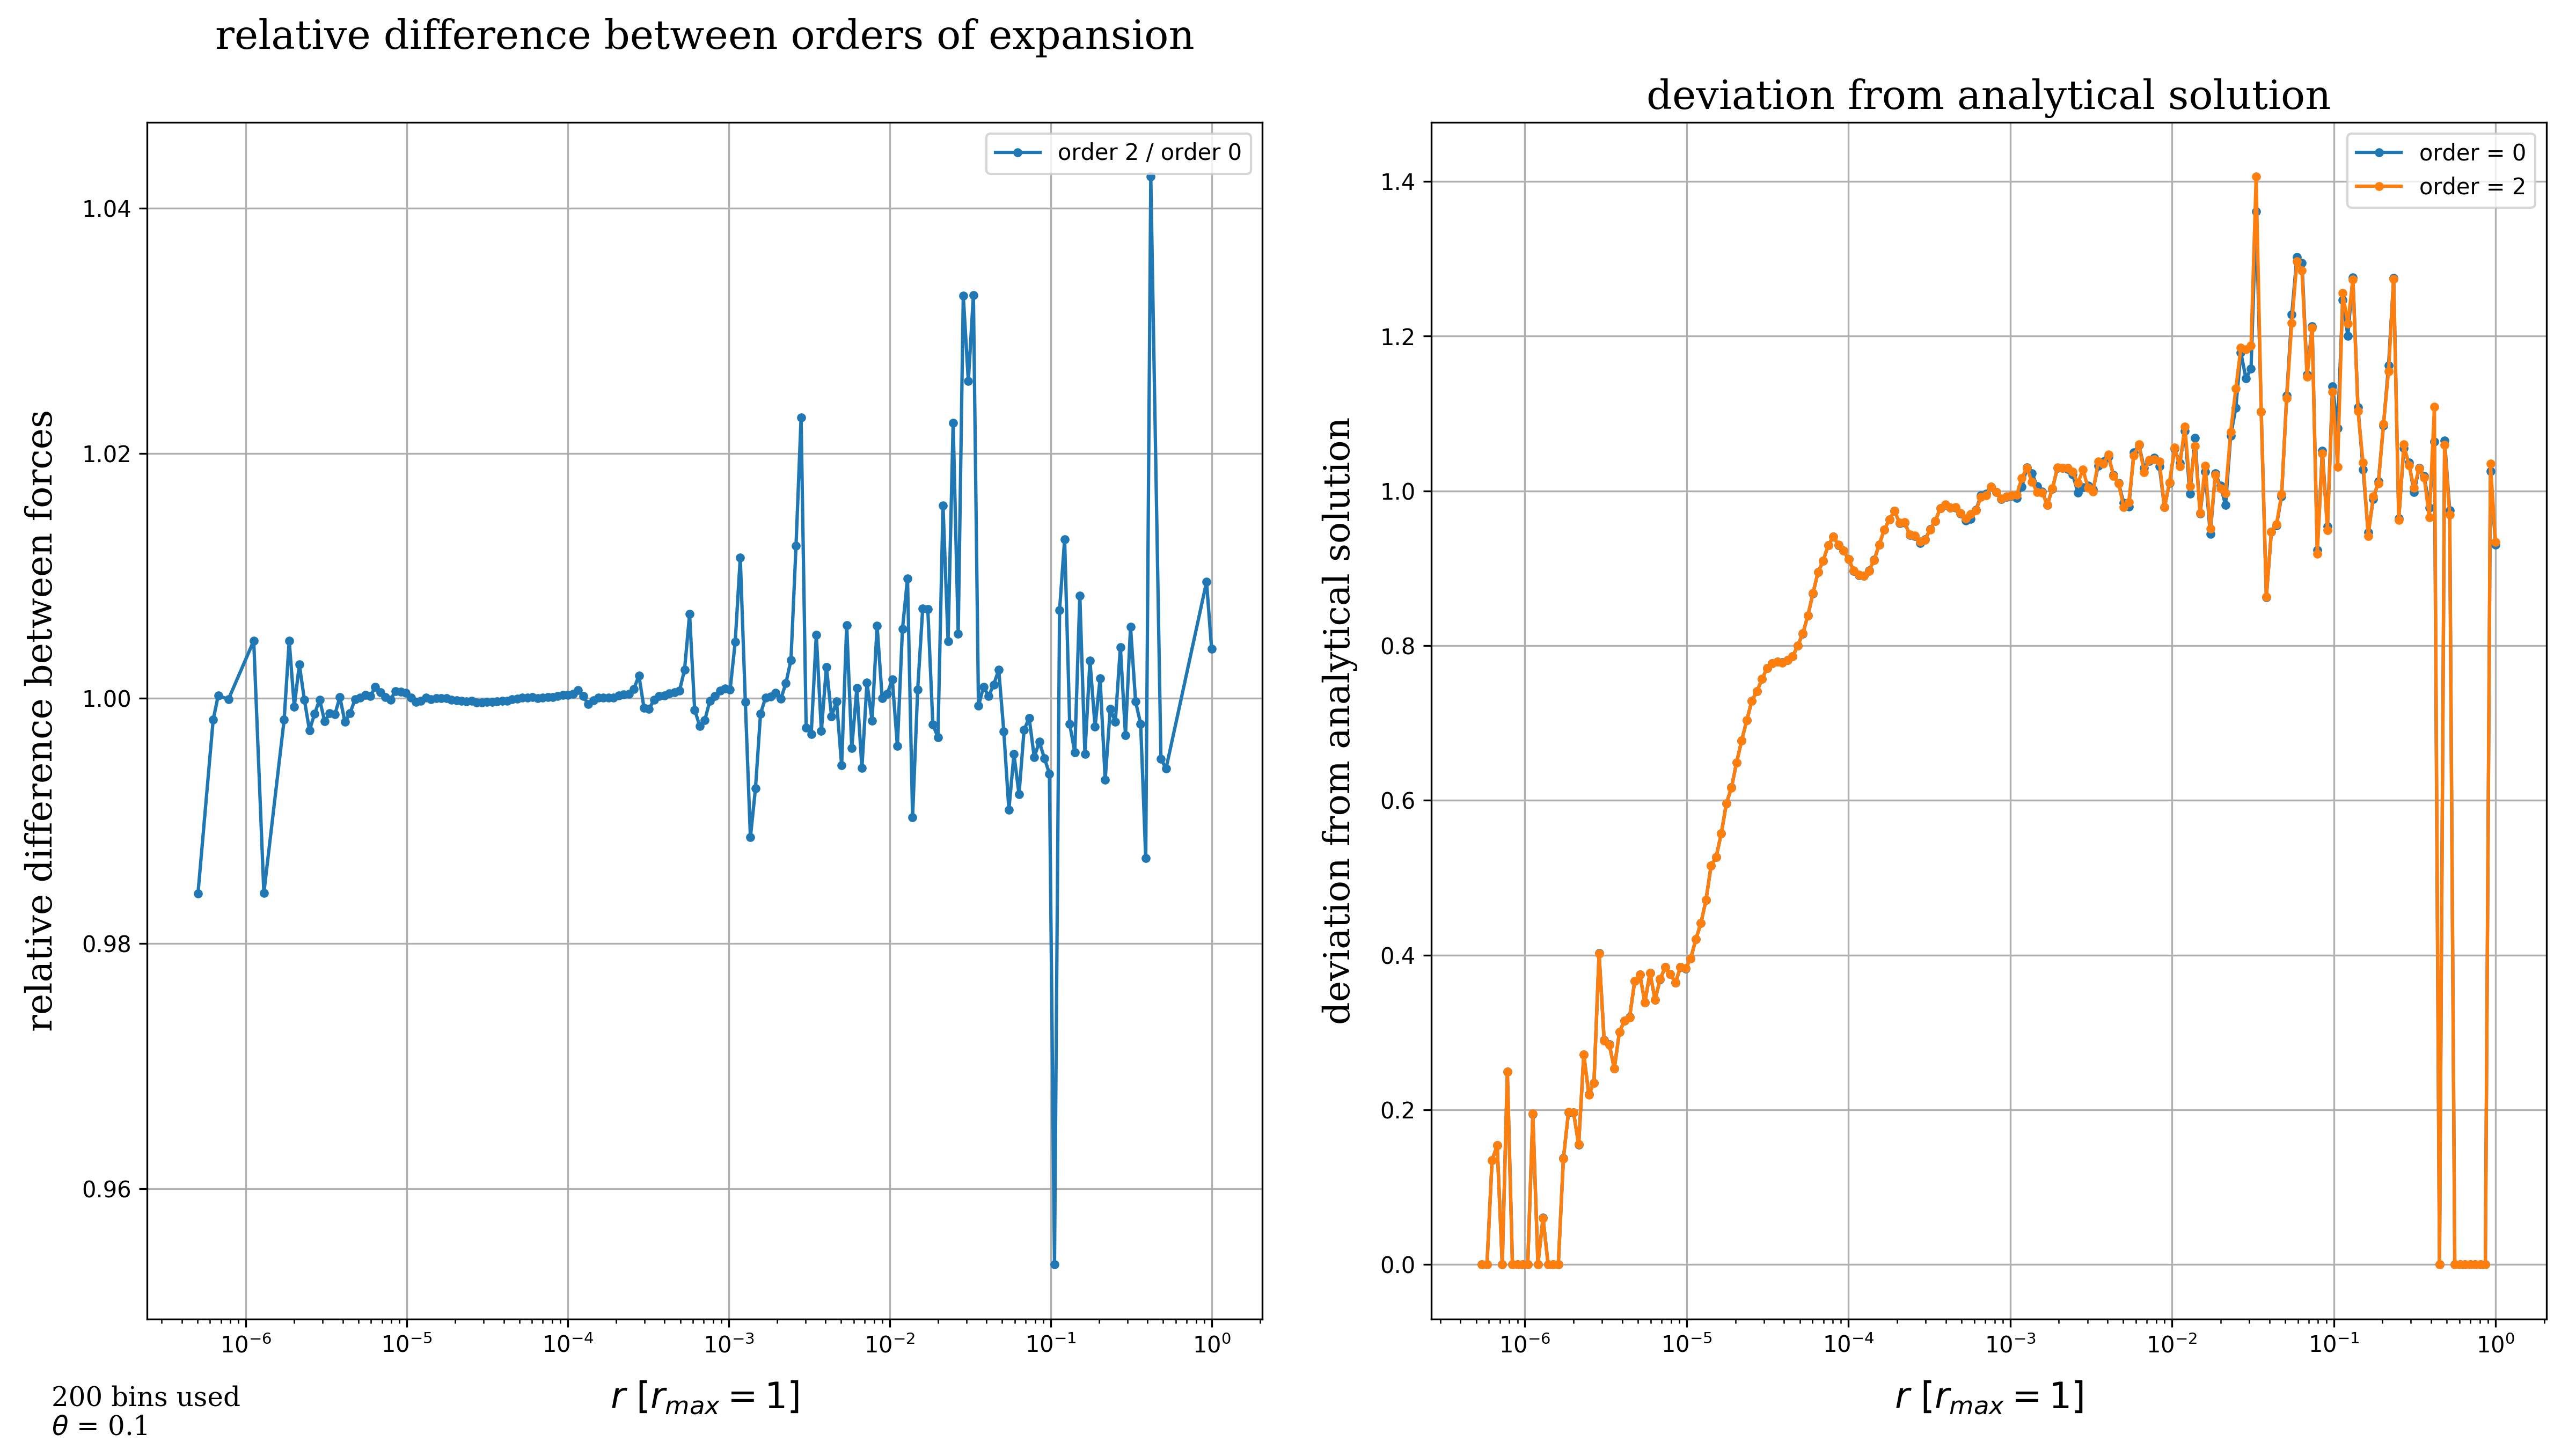 relative difference between orders of expansion
relative difference between forces
order 2 / order 0
1.04
1.02
1.00
0.98
0.96
10⁻⁶ 10⁻⁵ 10⁻⁴ 10⁻³ 10⁻² 10⁻¹ 10⁰
r [r_max = 1]
200 bins used
θ = 0.1
deviation from analytical solution
deviation from analytical solution
order = 0
order = 2
1.4
1.2
1.0
0.8
0.6
0.4
0.2
0.0
10⁻⁶ 10⁻⁵ 10⁻⁴ 10⁻³ 10⁻² 10⁻¹ 10⁰
r [r_max = 1]